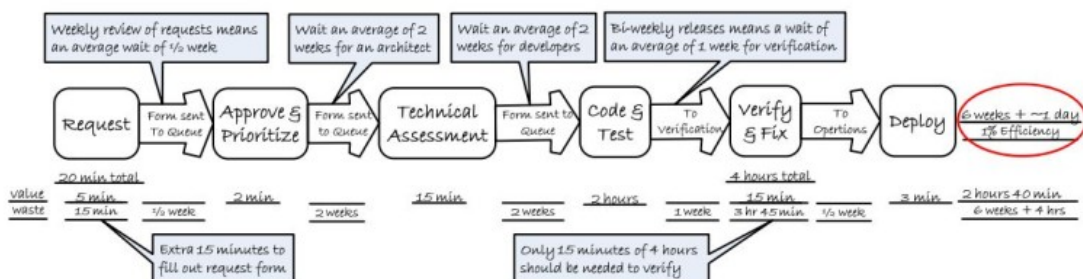 Weekly review of requests means
an average wait of ½ week
Wait an average of 2
weeks for an architect
Wait an average of 2
weeks for developers
Bi-weekly releases means a wait of
an average of 1 week for verification
Request
Form sent
To Queue
Approve &
Prioritize
Form sent
to Queue
Technical
Assessment
Form sent
to Queue
Code &
Test
To
Verification
Verify
& Fix
To
Opertions
Deploy
6 weeks + ~1 day
1% Efficiency
20 min total
4 hours total
value 5 min 2 min 15 min 2 hours 15 min 3 min 2 hours 40 min
waste 15 min ½ week 2 weeks 2 weeks 1 week 3 hr 45 min ½ week 6 weeks + 4 hrs
Extra 15 minutes to
fill out request form
Only 15 minutes of 4 hours
should be needed to verify